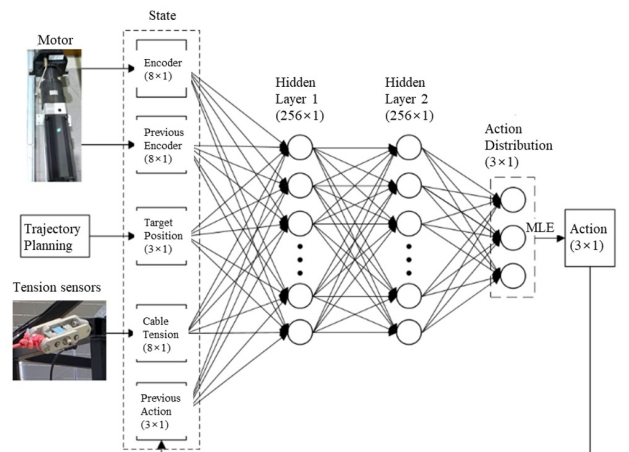 State
Motor
Encoder
(8×1)
Previous
Encoder
(8×1)
Trajectory
Planning
Target
Position
(3×1)
Tension sensors
Cable
Tension
(8×1)
Previous
Action
(3×1)
Hidden
Layer 1
(256×1)
Hidden
Layer 2
(256×1)
Action
Distribution
(3×1)
MLE
Action
(3×1)